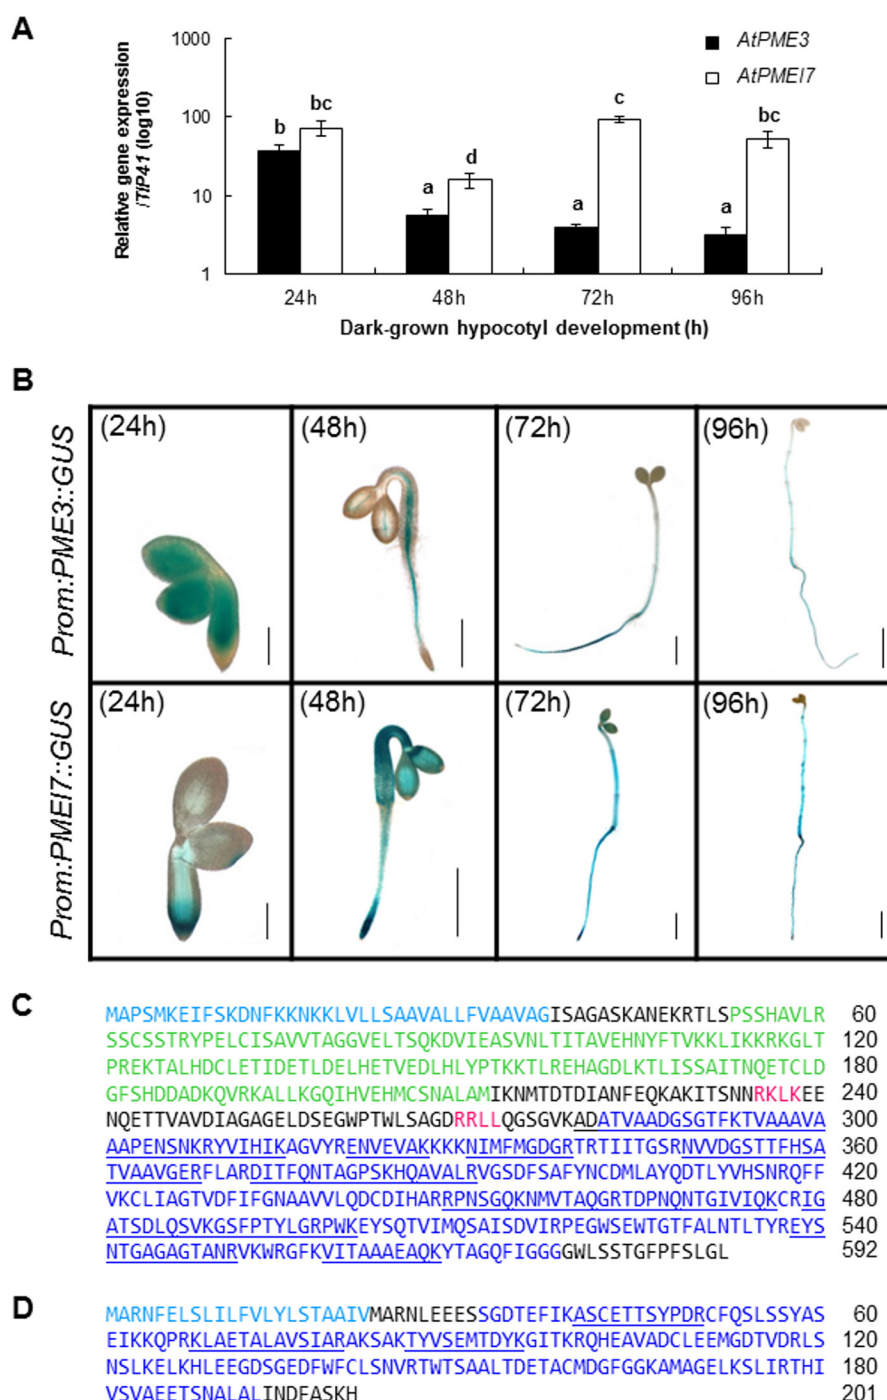 A
1000
100
10
1
Relative gene expression
/TIP41 (log10)
AtPME3
AtPMEI7
b
bc
a
d
a
c
a
bc
24h
48h
72h
96h
Dark-grown hypocotyl development (h)
B
Prom:PME3::GUS
(24h)
(48h)
(72h)
(96h)
Prom:PMEI7::GUS
(24h)
(48h)
(72h)
(96h)
C
MAPSMKEIFSKDNFKKNKKLVLLSAAVALLFVAAVAGISAGASKANEKRTLSPSSHAVLR 60
SSCSSTRYPELCISAVVTAGGVELTSQKDVIEASVNLTITAVEHNYFTVKKLIKKRKGLT 120
PREKTALHDCLETIDETLDELHETVEDLHLYPTKKTLREHAGDLKTLISSAITNQETCLD 180
GFSHDDADKQVRKALLKGQIHVEHMCSNALAMIKNMTDTDIANFEQKAKITSNNRKLKEE 240
NQETTVAVDIAGAGELDSEGWPTWLSAGDRRLLQGSGVKADATVAADGSGTFKTVAAAVA 300
AAPENSNKRYVIHIKAGVYRENVEVAKKKKNIMFMGDGRTRTIITGSRNVVDGSTTFHSA 360
TVAAVGERFLARDITFQNTAGPSKHQAVALRVGSDFSAFYNCDMLAYQDTLYVHSNRQFF 420
VKCLIAGTVDFIFGNAAVVLQDCDIHARRPNSGQKNMVTAQGRTDPNQNTGIVIQKCRIG 480
ATSDLQSVKGSFPTYLGRPWKEYSQTVIMQSAISDVIRPEGWSEWTGTFALNTLTYREYS 540
NTGAGAGTANRVKWRGFKVITAAAEAQKYTAGQFIGGGGWLSSTGFPFSLGL 592
D
MARNFELSLILFVLYLSTAAIVMARNLEEESSGDTEFIKASCETTSYPDRCFQSLSSYAS 60
EIKKQPRKLAETALAVSIARAKSAKTYVSEMTDYKGITKRQHEAVADCLEEMGDTVDRLS 120
NSLKELKHLEEGDSGEDFWFCLSNVRTWTSAALTDETACMDGFGGKAMAGELKSLIRTHI 180
VSVAEETSNALALINDFASKH 201